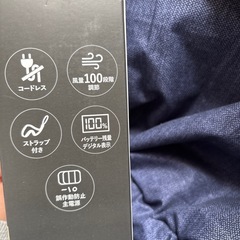 コードレス
風量100段階
調節
ストラップ
付き
100%
バッテリー残量
デジタル表示
誤作動防止
主電源